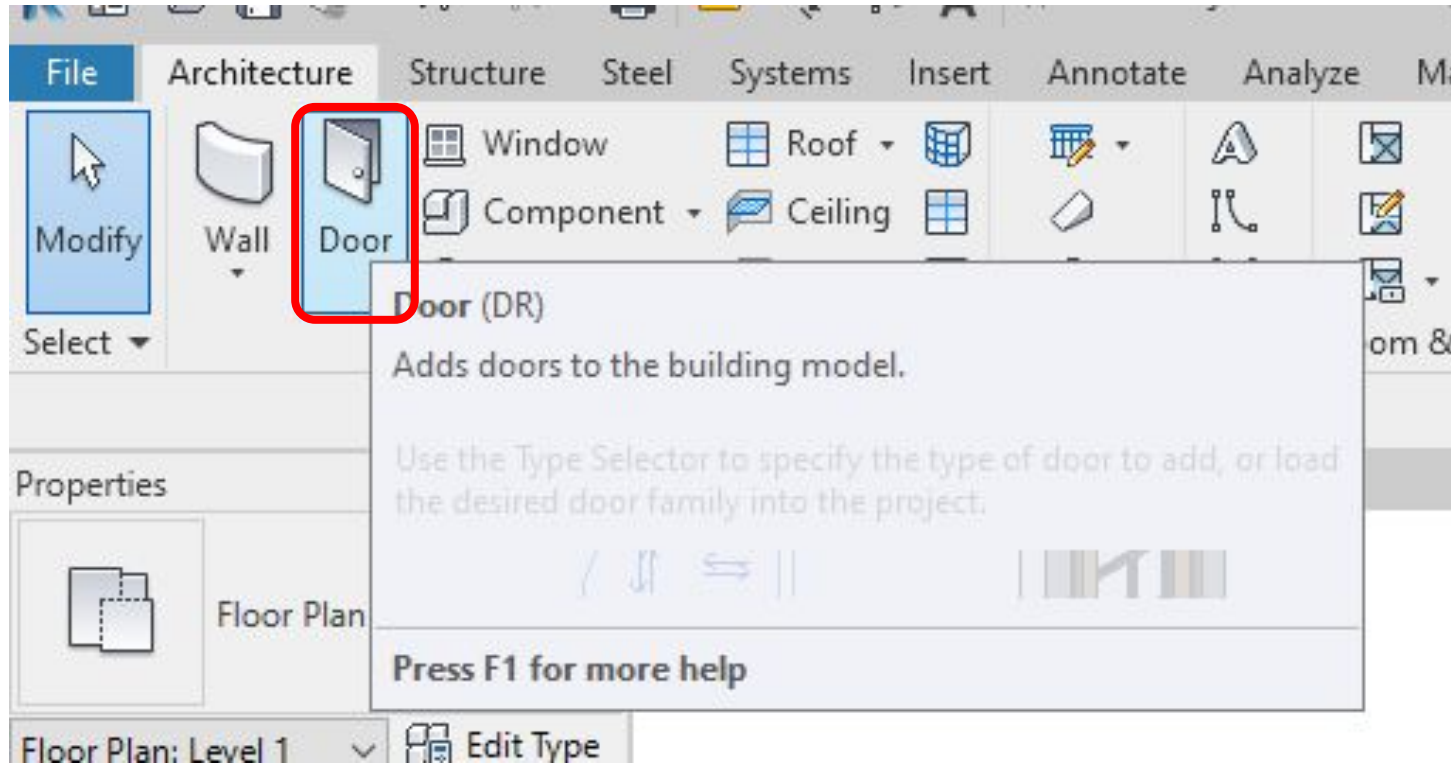 File Architecture Structure Steel Systems Insert Annotate Analyze
Modify Wall Door Window Roof
Component Ceiling
Select
Door (DR)
Adds doors to the building model.
Use the Type Selector to specify the type of door to add, or load
the desired door family into the project.
Press F1 for more help
Properties
Floor Plan
Floor Plan: Level 1 Edit Type